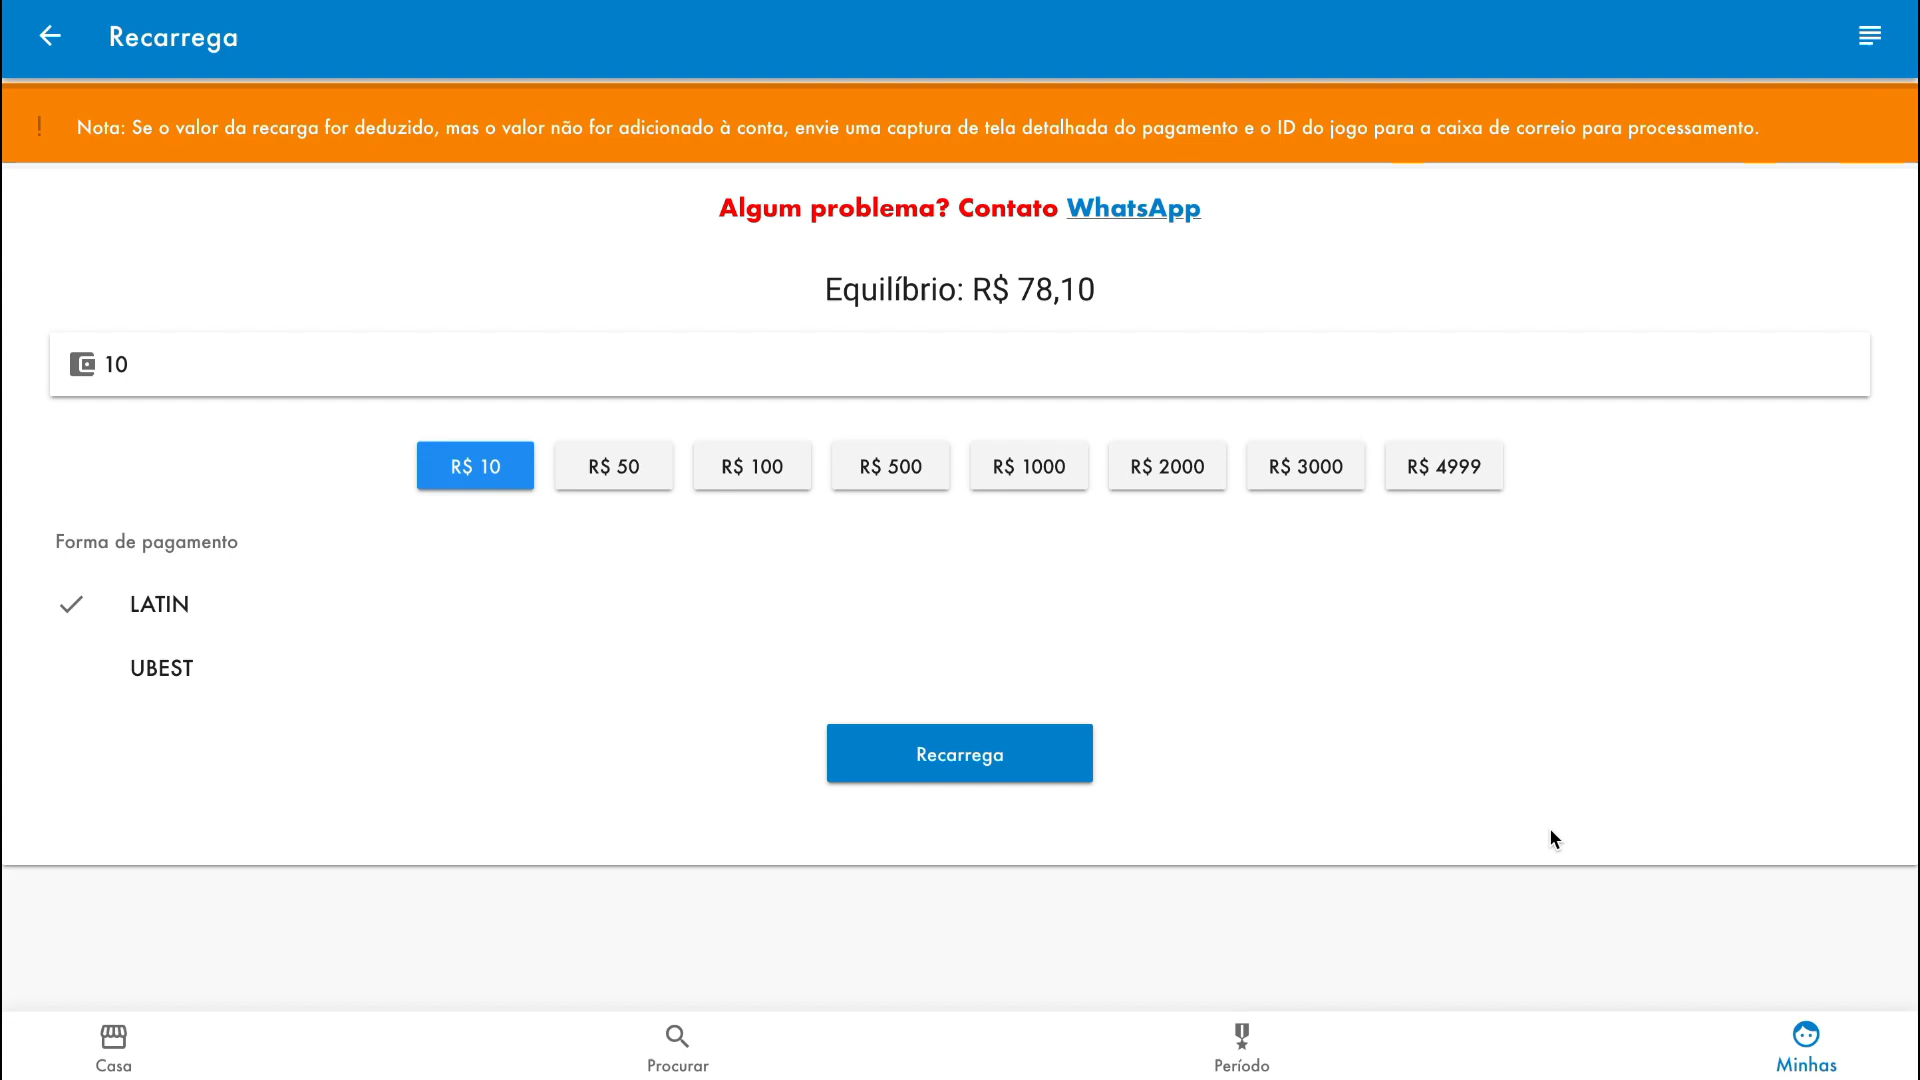 Recarrega
! Nota: Se o valor da recarga for deduzido, mas o valor não for adicionado à conta, envie uma captura de tela detalhada do pagamento e o ID do jogo para a caixa de correio para processamento.
Algum problema? Contato WhatsApp
Equilíbrio: R$ 78,10
10
R$ 10 R$ 50 R$ 100 R$ 500 R$ 1000 R$ 2000 R$ 3000 R$ 4999
Forma de pagamento
LATIN
UBEST
Recarrega
Casa Procurar Período Minhas